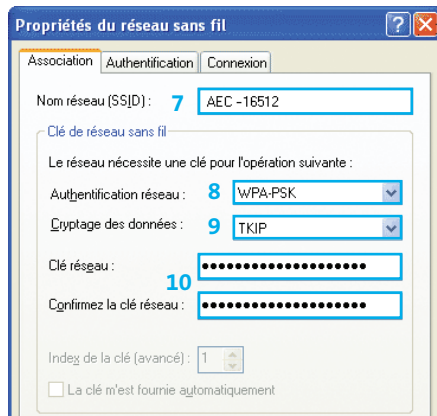 Propriétés du réseau sans fil
Association Authentification Connexion
Nom réseau (SSID) : 7 AEC -16512
Clé de réseau sans fil
Le réseau nécessite une clé pour l'opération suivante :
Authentification réseau : 8 WPA-PSK
Cryptage des données : 9 TKIP
Clé réseau : ••••••••••••••••••••
10
Confirmez la clé réseau : ••••••••••••••••••••
Index de la clé (avancé) : 1
La clé m'est fournie automatiquement